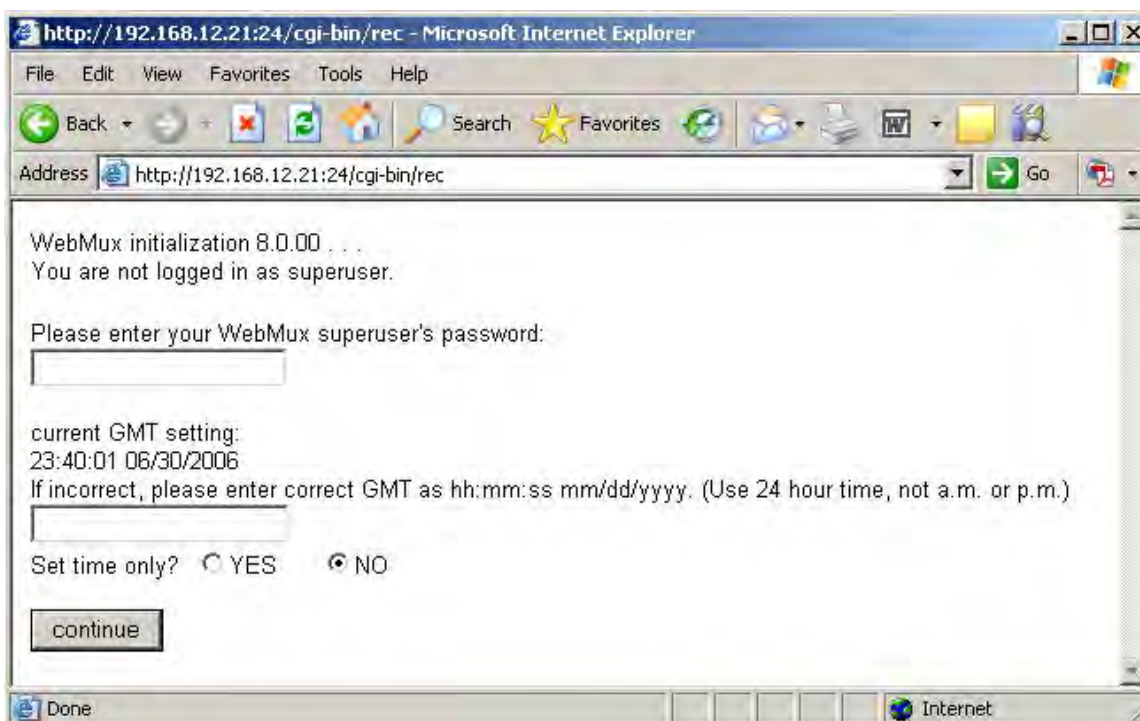 http://192.168.12.21:24/cgi-bin/rec - Microsoft Internet Explorer
File Edit View Favorites Tools Help
Back Search Favorites W
Address http://192.168.12.21:24/cgi-bin/rec Go
WebMux initialization 8.0.00 . . .
You are not logged in as superuser.
Please enter your WebMux superuser's password:
current GMT setting:
23:40:01 06/30/2006
If incorrect, please enter correct GMT as hh:mm:ss mm/dd/yyyy. (Use 24 hour time, not a.m. or p.m.)
Set time only? YES NO
continue
Done Internet